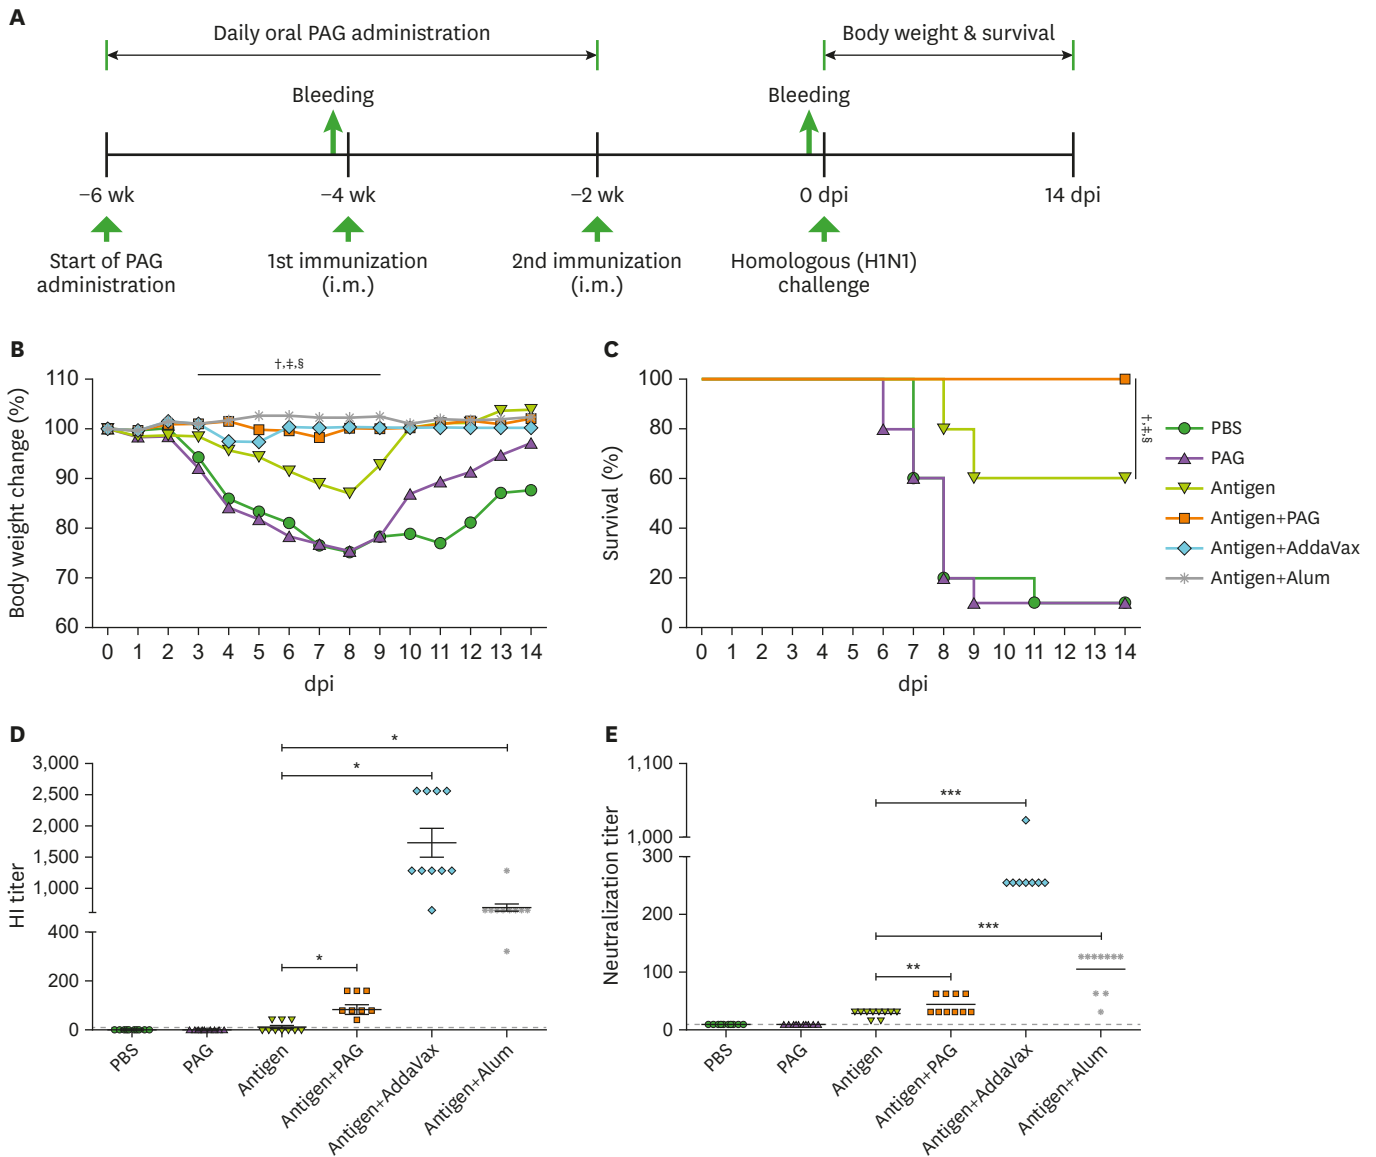 A
Daily oral PAG administration
Body weight & survival
Bleeding
Bleeding
−6 wk
−4 wk
−2 wk
0 dpi
14 dpi
Start of PAG
administration
1st immunization
(i.m.)
2nd immunization
(i.m.)
Homologous (H1N1)
challenge
B
Body weight change (%)
110
100
90
80
70
60
†,‡,§
0 1 2 3 4 5 6 7 8 9 10 11 12 13 14
dpi
C
Survival (%)
100
80
60
40
20
0
†,‡,§
0 1 2 3 4 5 6 7 8 9 10 11 12 13 14
dpi
PBS
PAG
Antigen
Antigen+PAG
Antigen+AddaVax
Antigen+Alum
D
HI titer
3,000
2,500
2,000
1,500
1,000
400
200
0
*
*
*
PBS
PAG
Antigen
Antigen+PAG
Antigen+AddaVax
Antigen+Alum
E
Neutralization titer
1,100
1,000
300
200
100
0
***
***
**
PBS
PAG
Antigen
Antigen+PAG
Antigen+AddaVax
Antigen+Alum